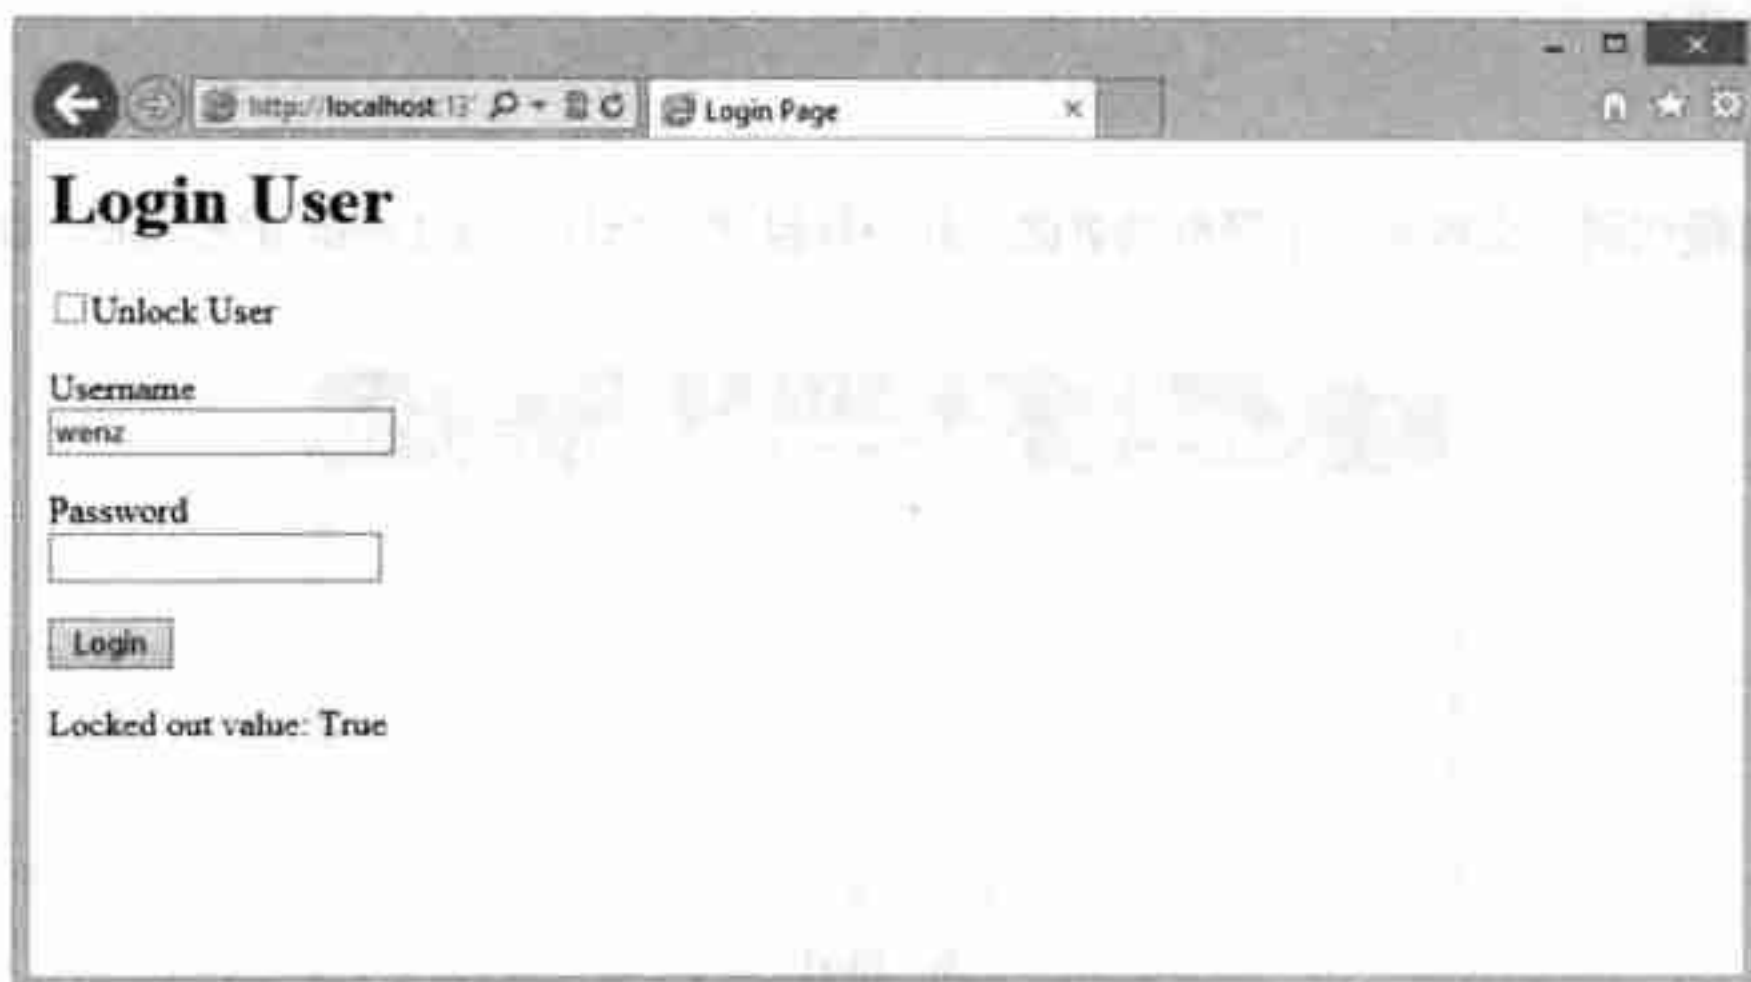 http://localhost:13
Login Page
Login User
Unlock User
Username
wenz
Password
Login
Locked out value: True